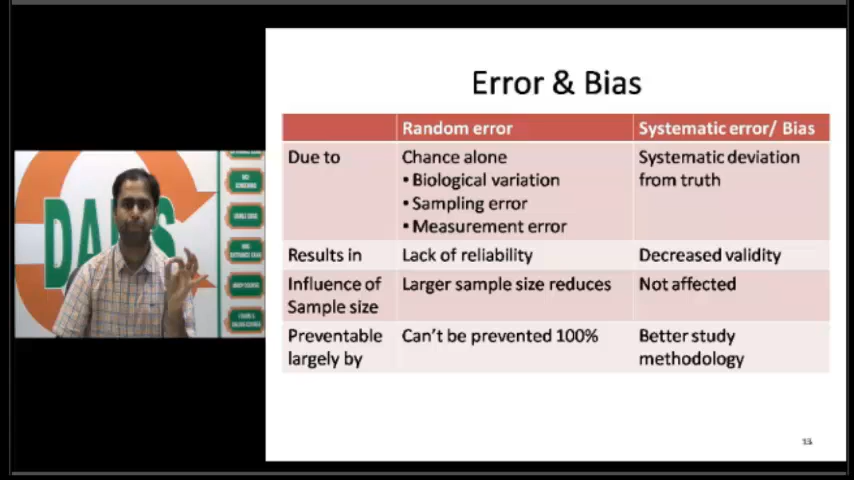 Error & Bias
Random error
Systematic error/ Bias
Due to
Chance alone
• Biological variation
• Sampling error
• Measurement error
Systematic deviation
from truth
Results in
Lack of reliability
Decreased validity
Influence of
Sample size
Larger sample size reduces
Not affected
Preventable
largely by
Can't be prevented 100%
Better study
methodology
13